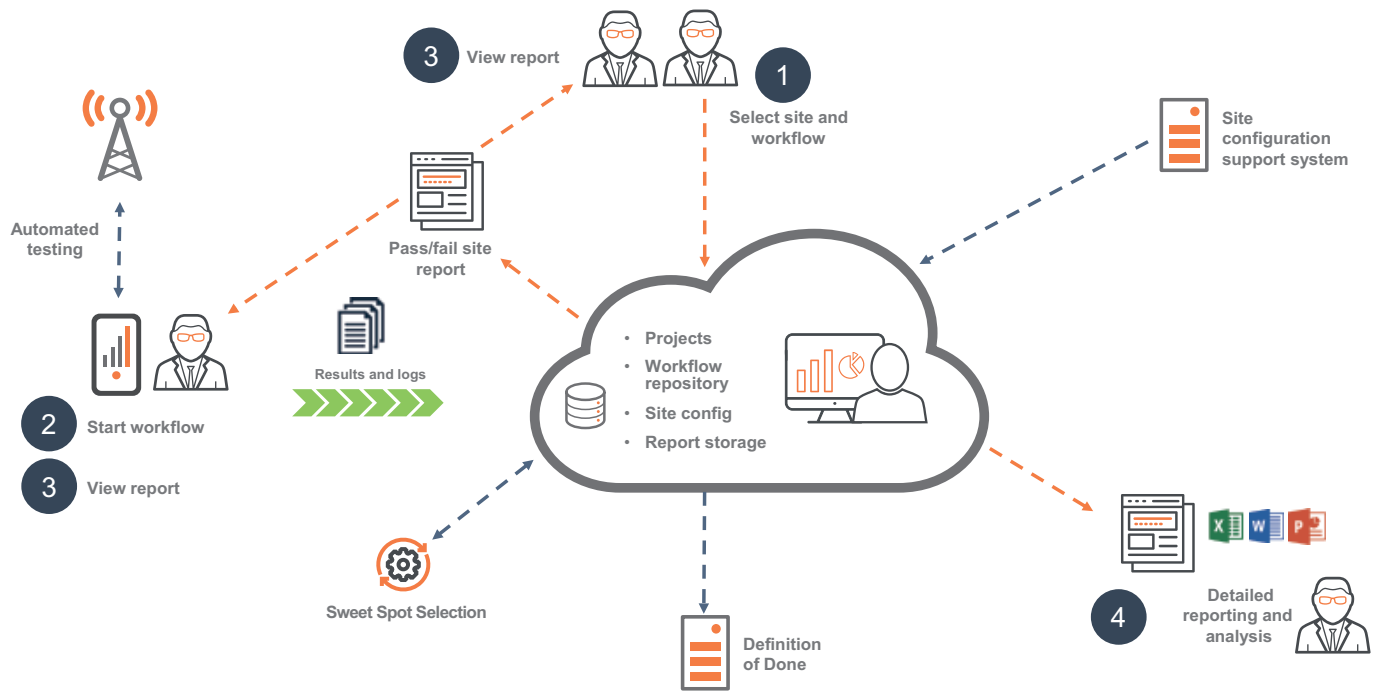 3
View report
1
Select site and
workflow
Site
configuration
support system
Automated
testing
Pass/fail site
report
Results and logs
• Projects
• Workflow
repository
• Site config
• Report storage
2
Start workflow
3
View report
Sweet Spot Selection
Definition
of Done
X
W
P
4
Detailed
reporting and
analysis